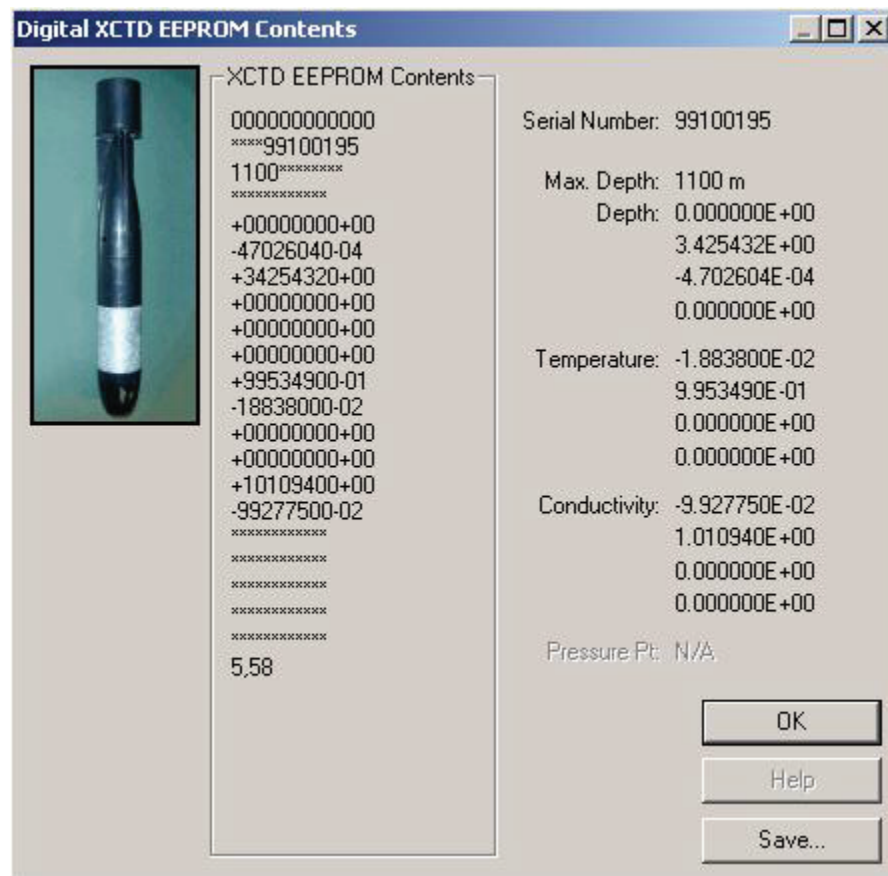 Digital XCTD EEPROM Contents
XCTD EEPROM Contents
000000000000
****99100195
1100********
************
+00000000+00
-47026040-04
+34254320+00
+00000000+00
+00000000+00
+00000000+00
+99534900-01
-18838000-02
+00000000+00
+00000000+00
+10109400+00
-99277500-02
************
************
************
************
************
5,58
Serial Number: 99100195
Max. Depth: 1100 m
Depth: 0.000000E+00
3.425432E+00
-4.702604E-04
0.000000E+00
Temperature: -1.883800E-02
9.953490E-01
0.000000E+00
0.000000E+00
Conductivity: -9.927750E-02
1.010940E+00
0.000000E+00
0.000000E+00
Pressure Pt: N/A
OK
Help
Save...